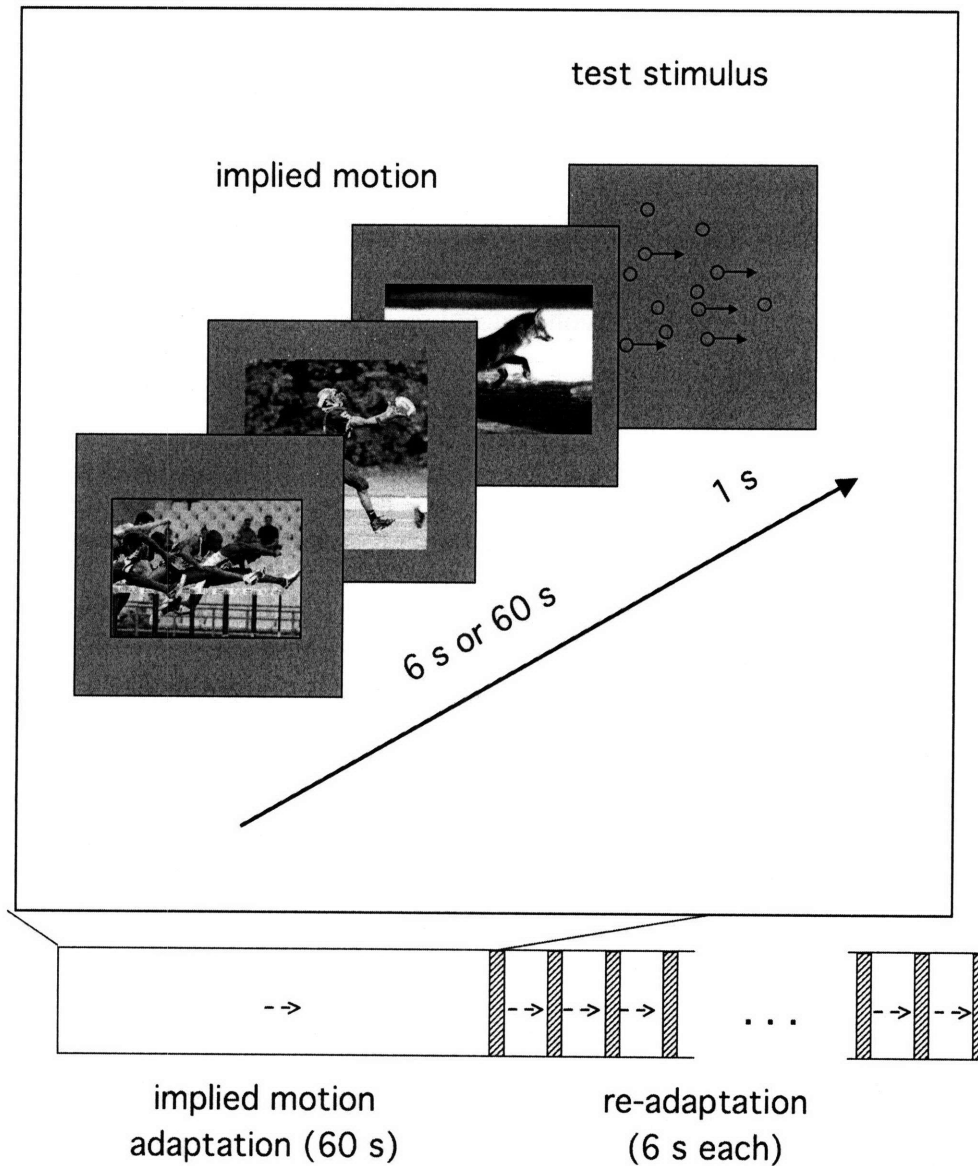 test stimulus
implied motion
1 s
6 s or 60 s
. . .
implied motion
adaptation (60 s)
re-adaptation
(6 s each)